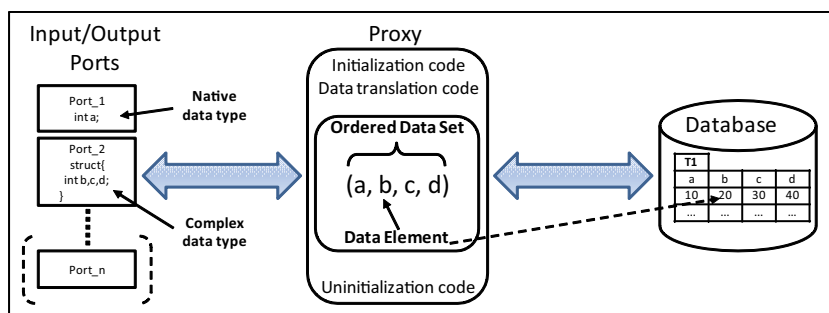 Input/Output
Ports
Port_1
int a;
Native
data type
Port_2
struct{
int b,c,d;
}
Complex
data type
Port_n
Proxy
Initialization code
Data translation code
Ordered Data Set
(a, b, c, d)
Data Element
Uninitialization code
Database
T1
a b c d
10 20 30 40
... ... ... ...